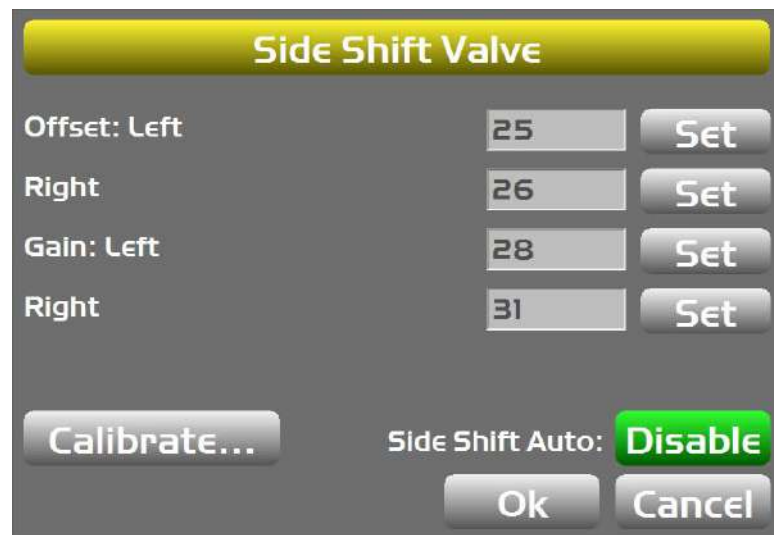 Side Shift Valve
Offset: Left 25 Set
Right 26 Set
Gain: Left 28 Set
Right 31 Set
Calibrate... Side Shift Auto: Disable
Ok Cancel